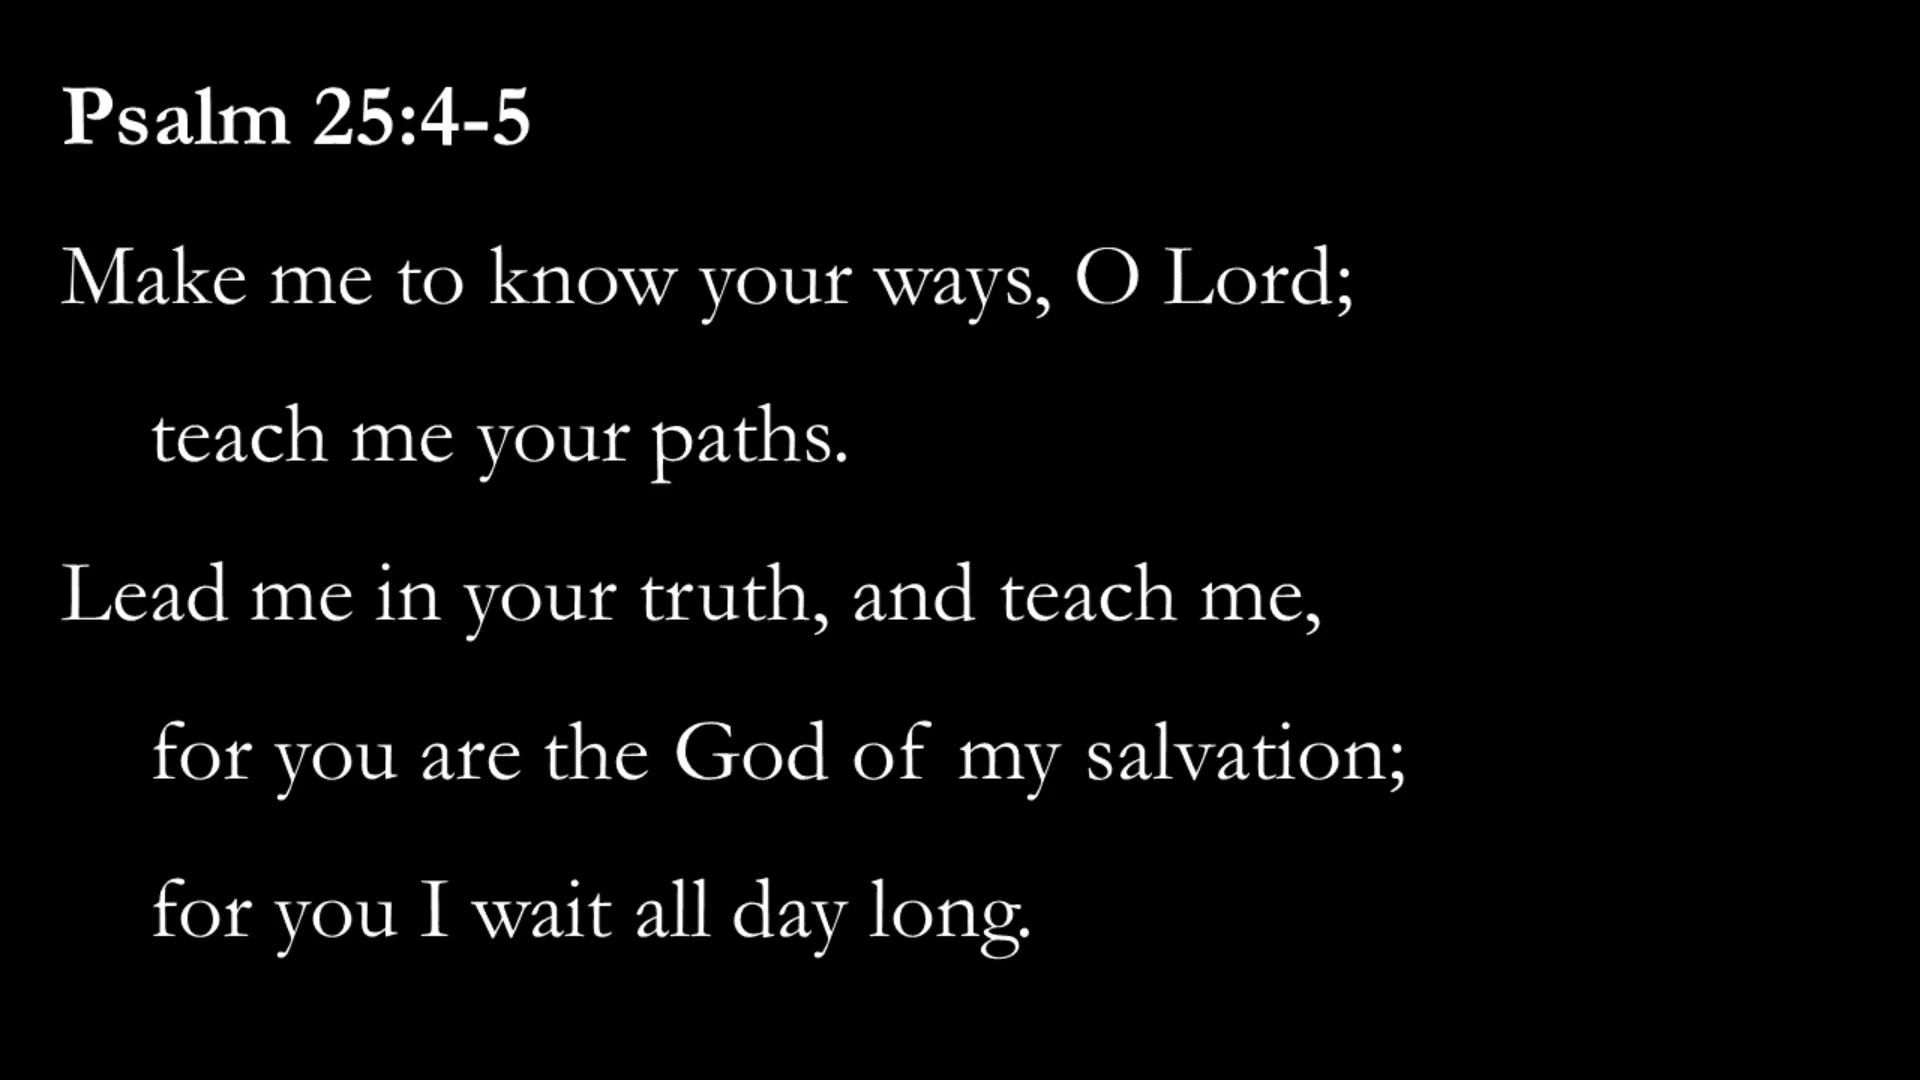 Psalm 25:4-5
Make me to know your ways, O Lord;
teach me your paths.
Lead me in your truth, and teach me,
for you are the God of my salvation;
for you I wait all day long.